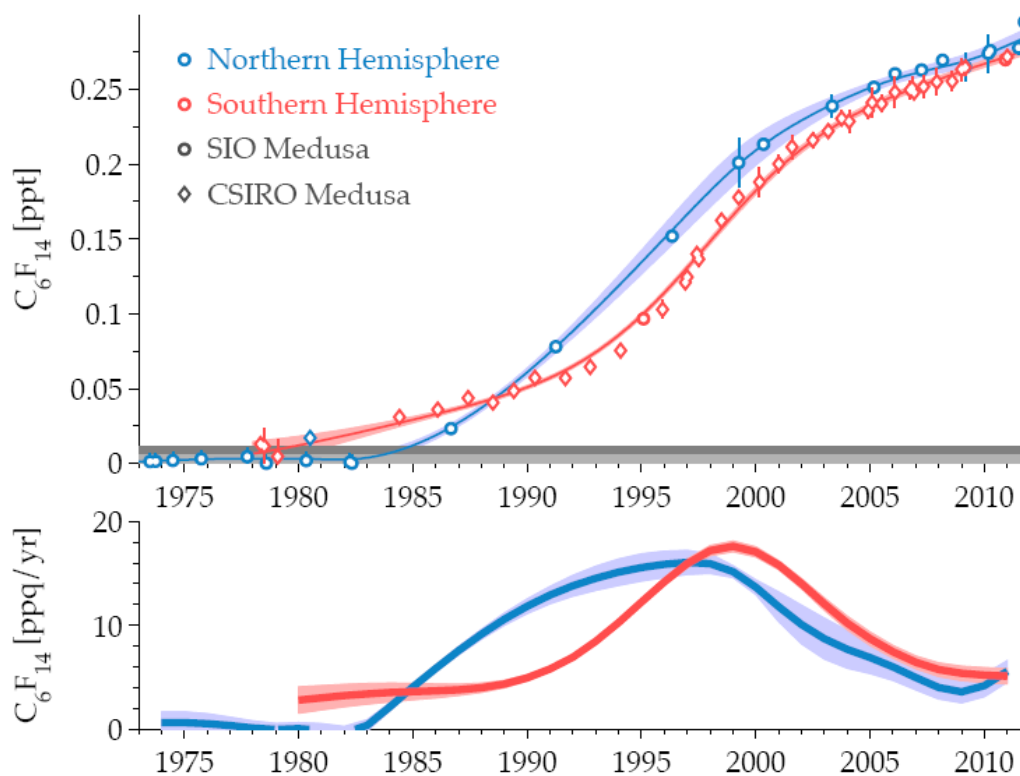 C6F14 [ppt]
Northern Hemisphere
Southern Hemisphere
SIO Medusa
CSIRO Medusa
0.25
0.2
0.15
0.1
0.05
0
1975 1980 1985 1990 1995 2000 2005 2010
C6F14 [ppq/yr]
20
10
0
1975 1980 1985 1990 1995 2000 2005 2010